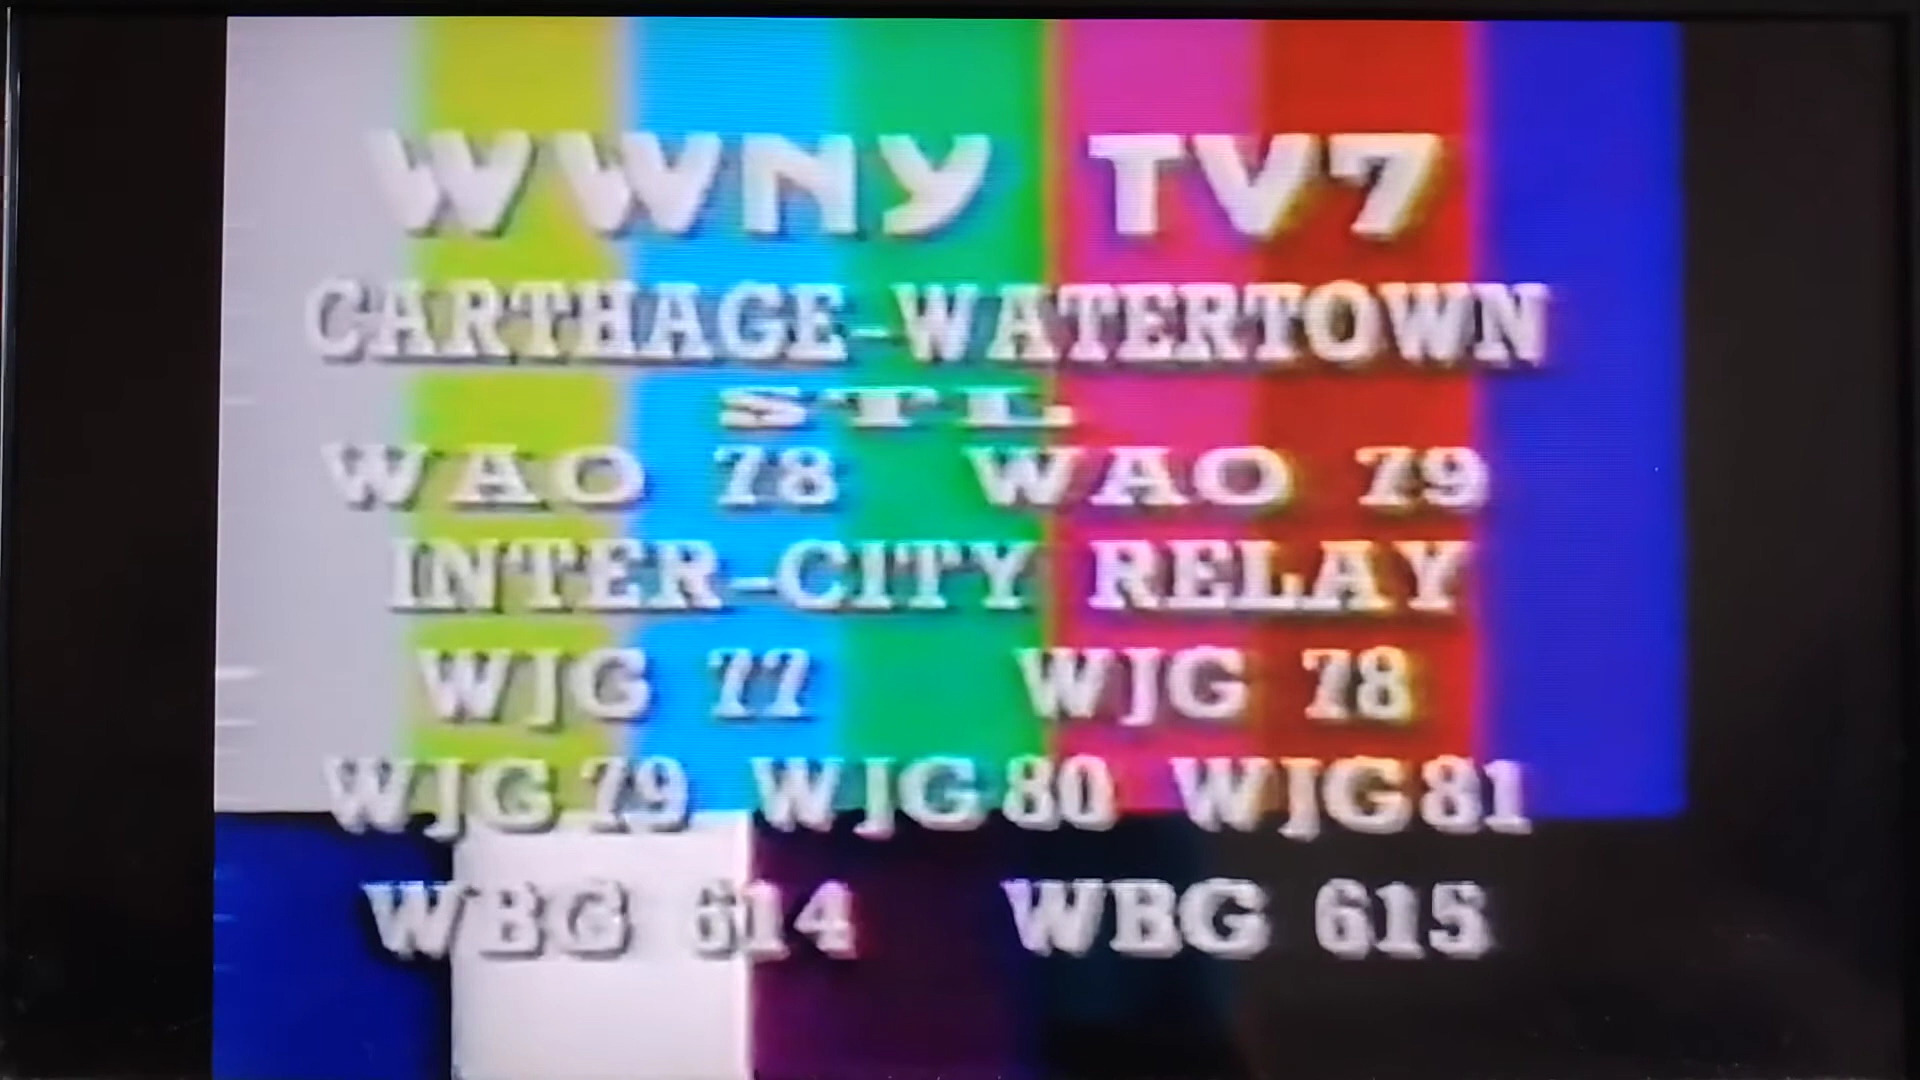 WWNY TV7
CARTHAGE-WATERTOWN
STL
WAO 78 WAO 79
INTER-CITY RELAY
WJG 77 WJG 78
WJG 79 WJG 80 WJG 81
WBG 614 WBG 615